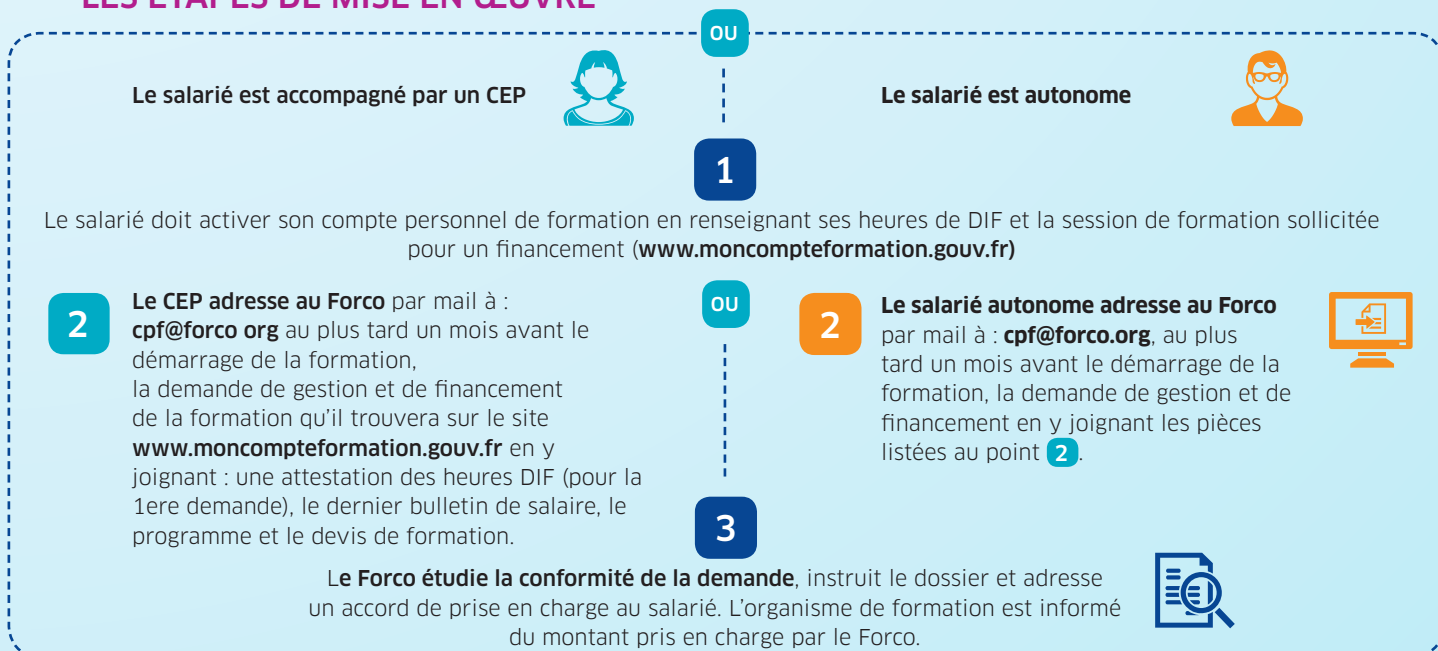 LES ÉTAPES DE MISE EN ŒUVRE
OU
Le salarié est accompagné par un CEP
Le salarié est autonome
1
Le salarié doit activer son compte personnel de formation en renseignant ses heures de DIF et la session de formation sollicitée
pour un financement (www.moncompteformation.gouv.fr)
2
Le CEP adresse au Forco par mail à :
cpf@forco org au plus tard un mois avant le
démarrage de la formation,
la demande de gestion et de financement
de la formation qu'il trouvera sur le site
www.moncompteformation.gouv.fr en y
joignant : une attestation des heures DIF (pour la
1ere demande), le dernier bulletin de salaire, le
programme et le devis de formation.
OU
2
Le salarié autonome adresse au Forco
par mail à : cpf@forco.org, au plus
tard un mois avant le démarrage de la
formation, la demande de gestion et de
financement en y joignant les pièces
listées au point 2.
3
Le Forco étudie la conformité de la demande, instruit le dossier et adresse
un accord de prise en charge au salarié. L'organisme de formation est informé
du montant pris en charge par le Forco.